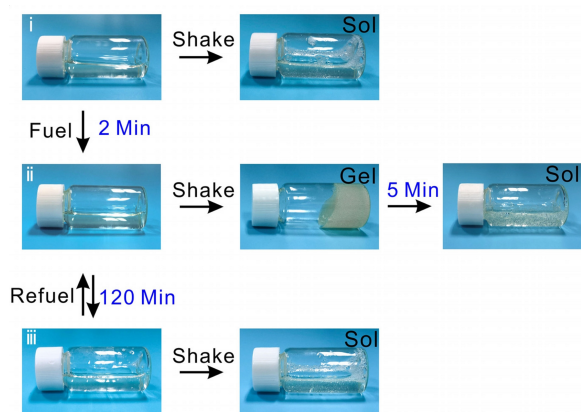 i
Shake
Sol
Fuel
2 Min
ii
Shake
Gel
5 Min
Sol
Refuel
120 Min
iii
Shake
Sol